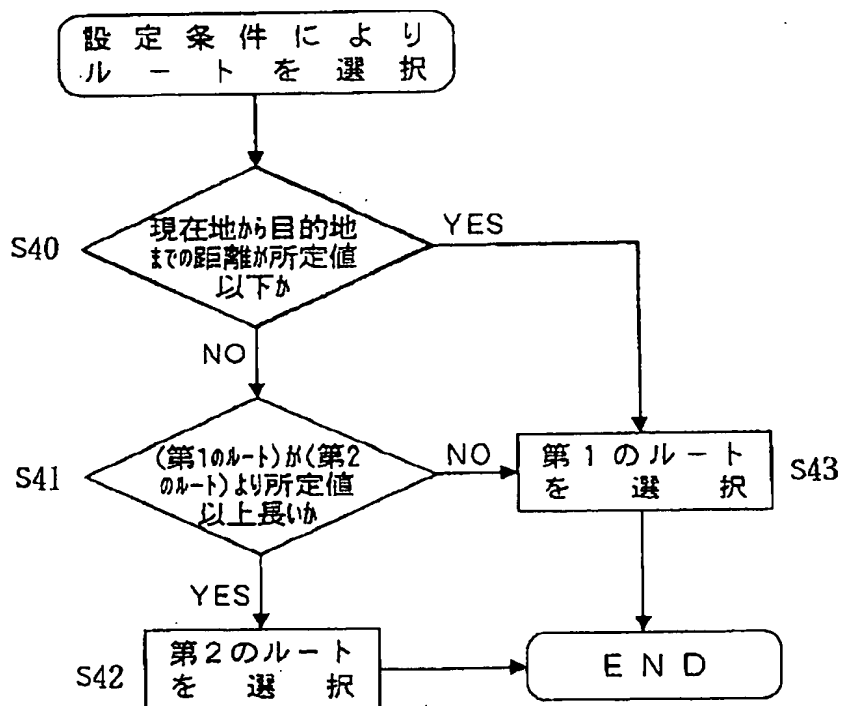 設定条件により
ルートを選択
S40
現在地から目的地
までの距離が所定値
以下か
YES
NO
S41
(第1のルート)が(第2
のルート)より所定値
以上長いか
NO
第1のルート
を選択
S43
YES
S42
第2のルート
を選択
END